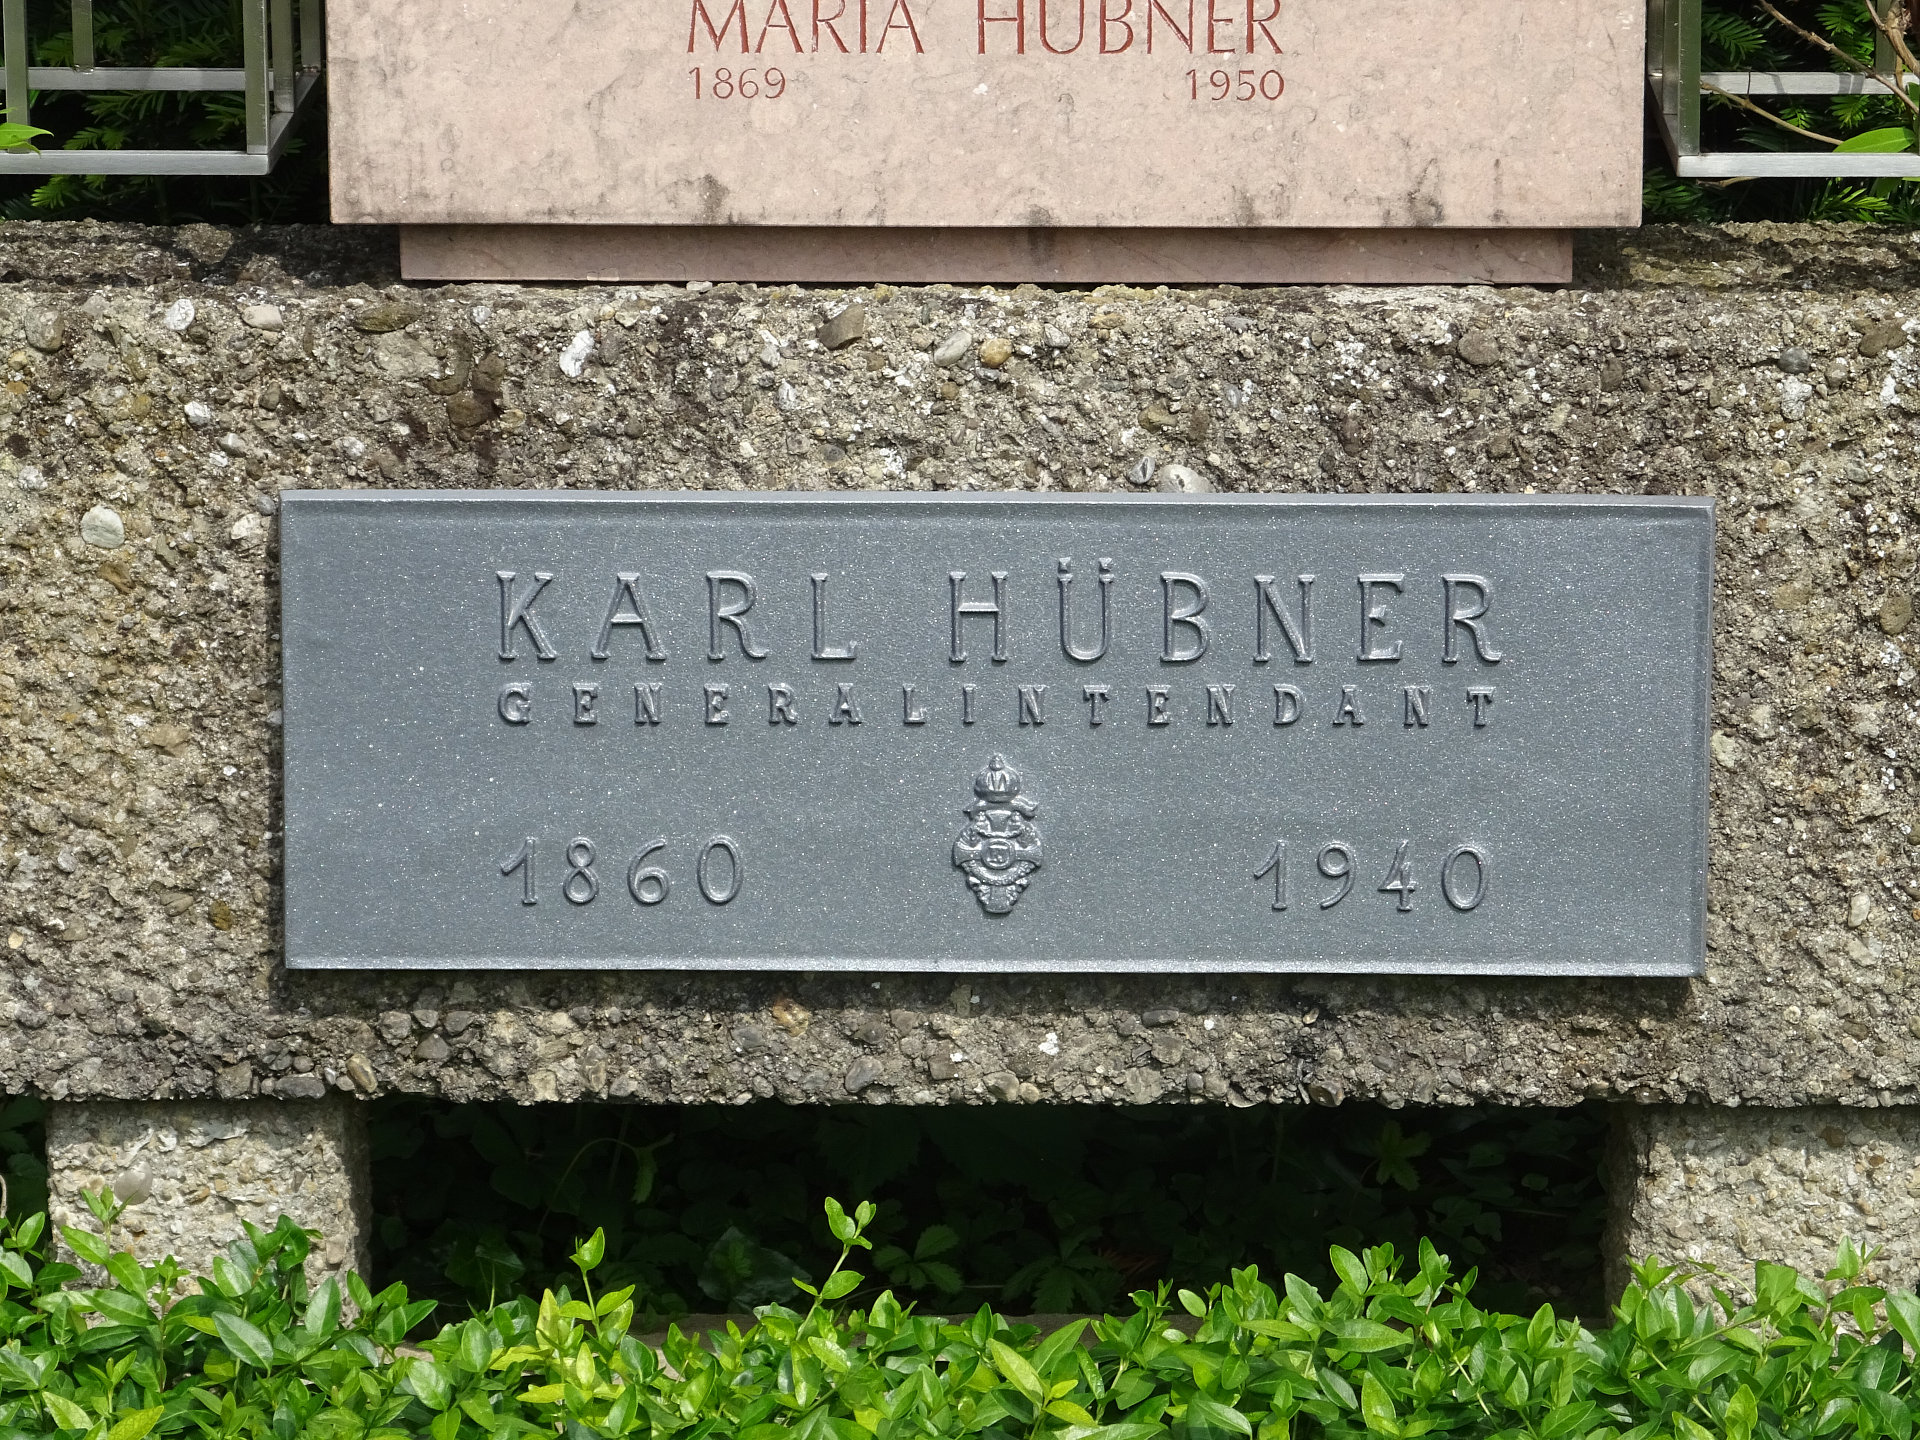 MARIA HÜBNER
1869 1950
KARL HÜBNER
GENERALINTENDANT
1860 1940